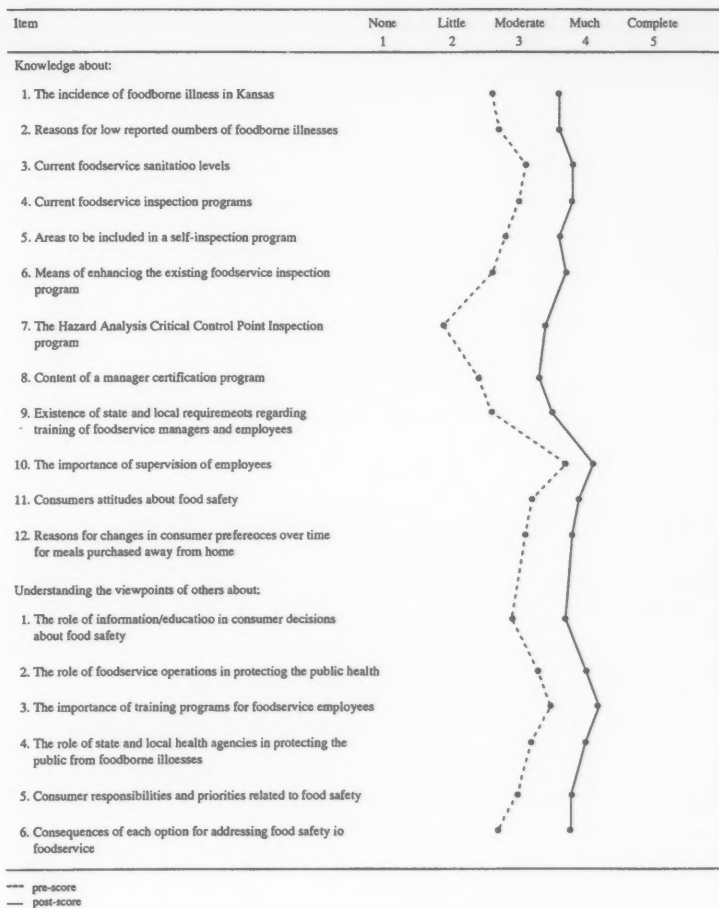 Item None Little Moderate Much Complete
1 2 3 4 5
Knowledge about:
1. The incidence of foodborne illness in Kansas
2. Reasons for low reported oumbers of foodborne illnesses
3. Current foodservice sanitatioo levels
4. Current foodservice inspection programs
5. Areas to be included in a self-inspection program
6. Means of enhanciog the existing foodservice inspection
program
7. The Hazard Analysis Critical Control Point Inspection
program
8. Content of a manager certification program
9. Existence of state and local requiremeots regarding
training of foodservice managers and employees
10. The importance of supervision of employees
11. Consumers attitudes about food safety
12. Reasons for changes in consumer prefereoces over time
for meals purchased away from home
Understanding the viewpoints of others about:
1. The role of information/educatioo in consumer decisions
about food safety
2. The role of foodservice operations in protectiog the public health
3. The importance of training programs for foodservice employees
4. The role of state and local health agencies in protecting the
public from foodborne illoesses
5. Consumer responsibilities and priorities related to food safety
6. Consequences of each option for addressing food safety io
foodservice
---- pre-score
— post-score